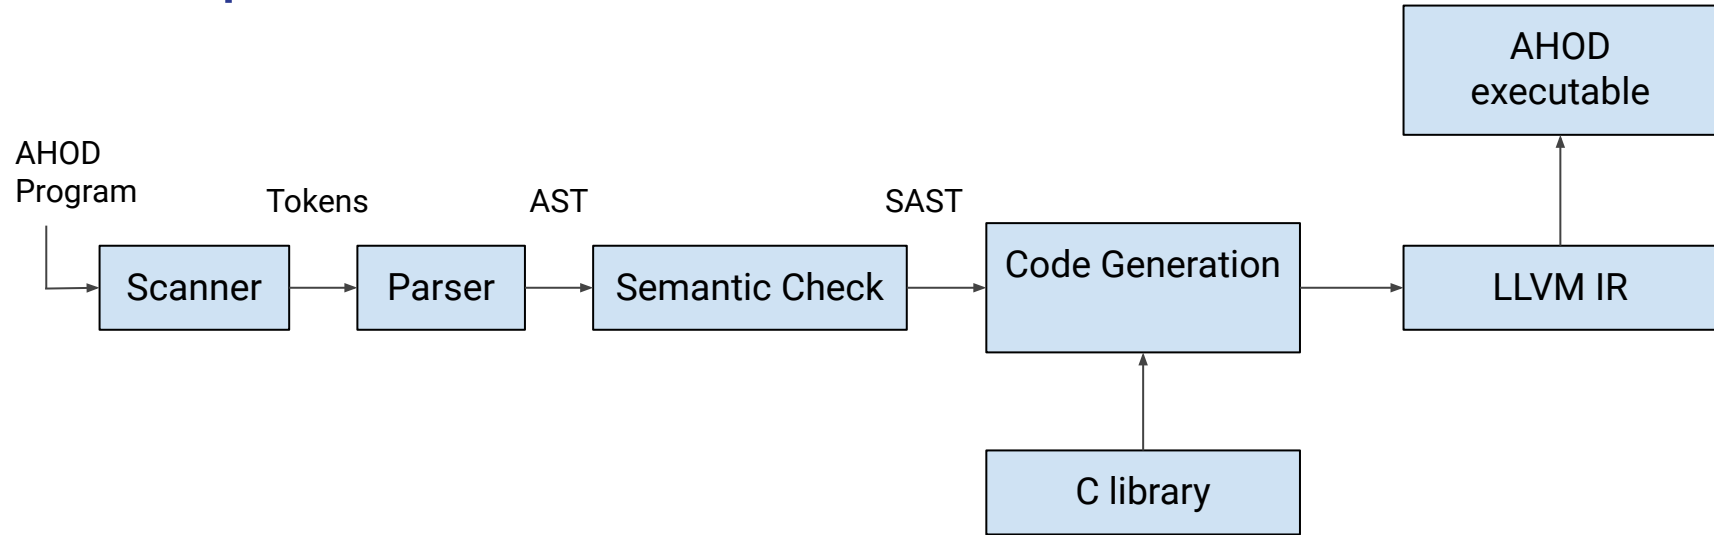 AHOD
Program
Tokens
AST
SAST
Scanner
Parser
Semantic Check
Code Generation
C library
LLVM IR
AHOD
executable